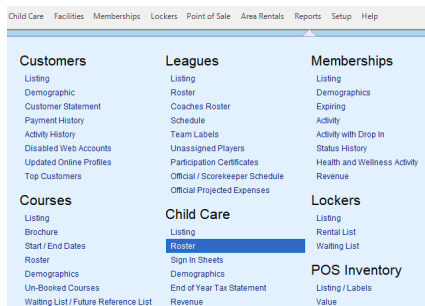 Child Care Facilities Memberships Lockers Point of Sale Area Rentals Reports Setup Help
Customers
Listing
Demographic
Customer Statement
Payment History
Activity History
Disabled Web Accounts
Updated Online Profiles
Top Customers
Courses
Listing
Brochure
Start / End Dates
Roster
Demographics
Un-Booked Courses
Waiting List / Future Reference List
Leagues
Listing
Roster
Coaches Roster
Schedule
Team Labels
Unassigned Players
Participation Certificates
Official / Scorekeeper Schedule
Official Projected Expenses
Child Care
Listing
Roster
Sign In Sheets
Demographics
End of Year Tax Statement
Revenue
Memberships
Listing
Demographics
Expiring
Activity
Activity with Drop In
Status History
Health and Wellness Activity
Revenue
Lockers
Listing
Rental List
Waiting List
POS Inventory
Listing / Labels
Value